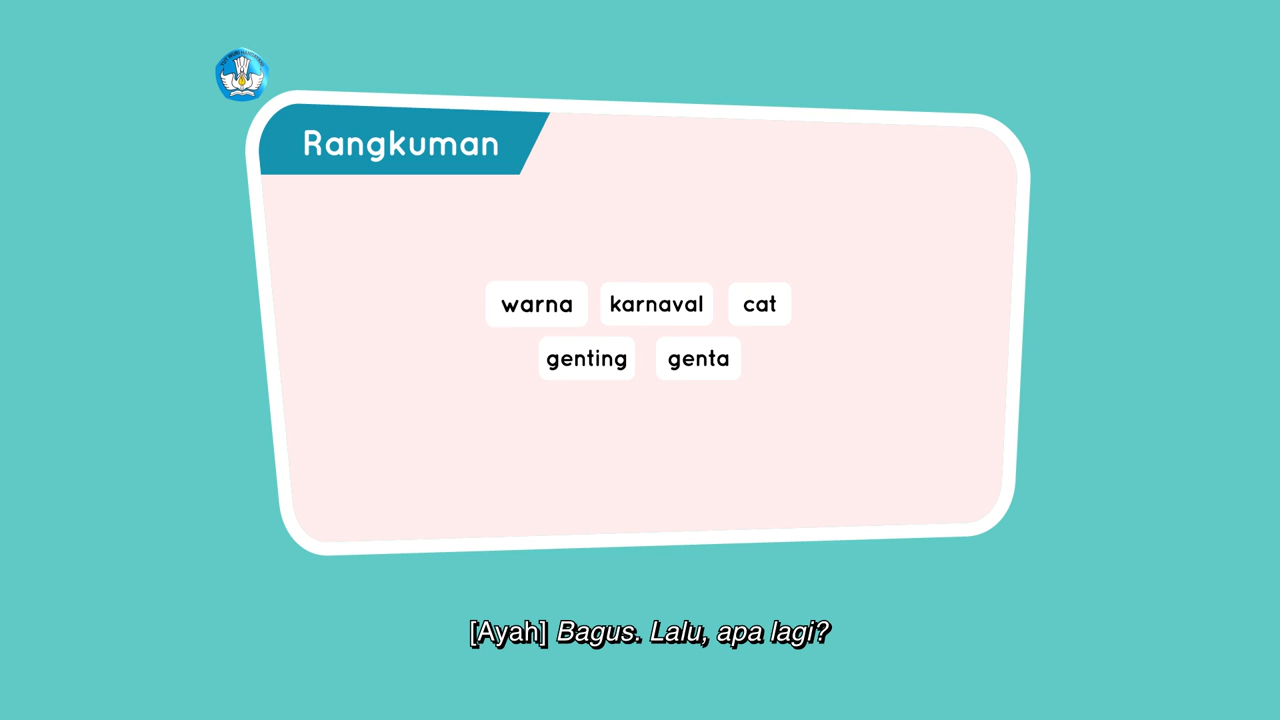 Rangkuman
warna karnaval cat
genting genta
[Ayah] Bagus. Lalu, apa lagi?